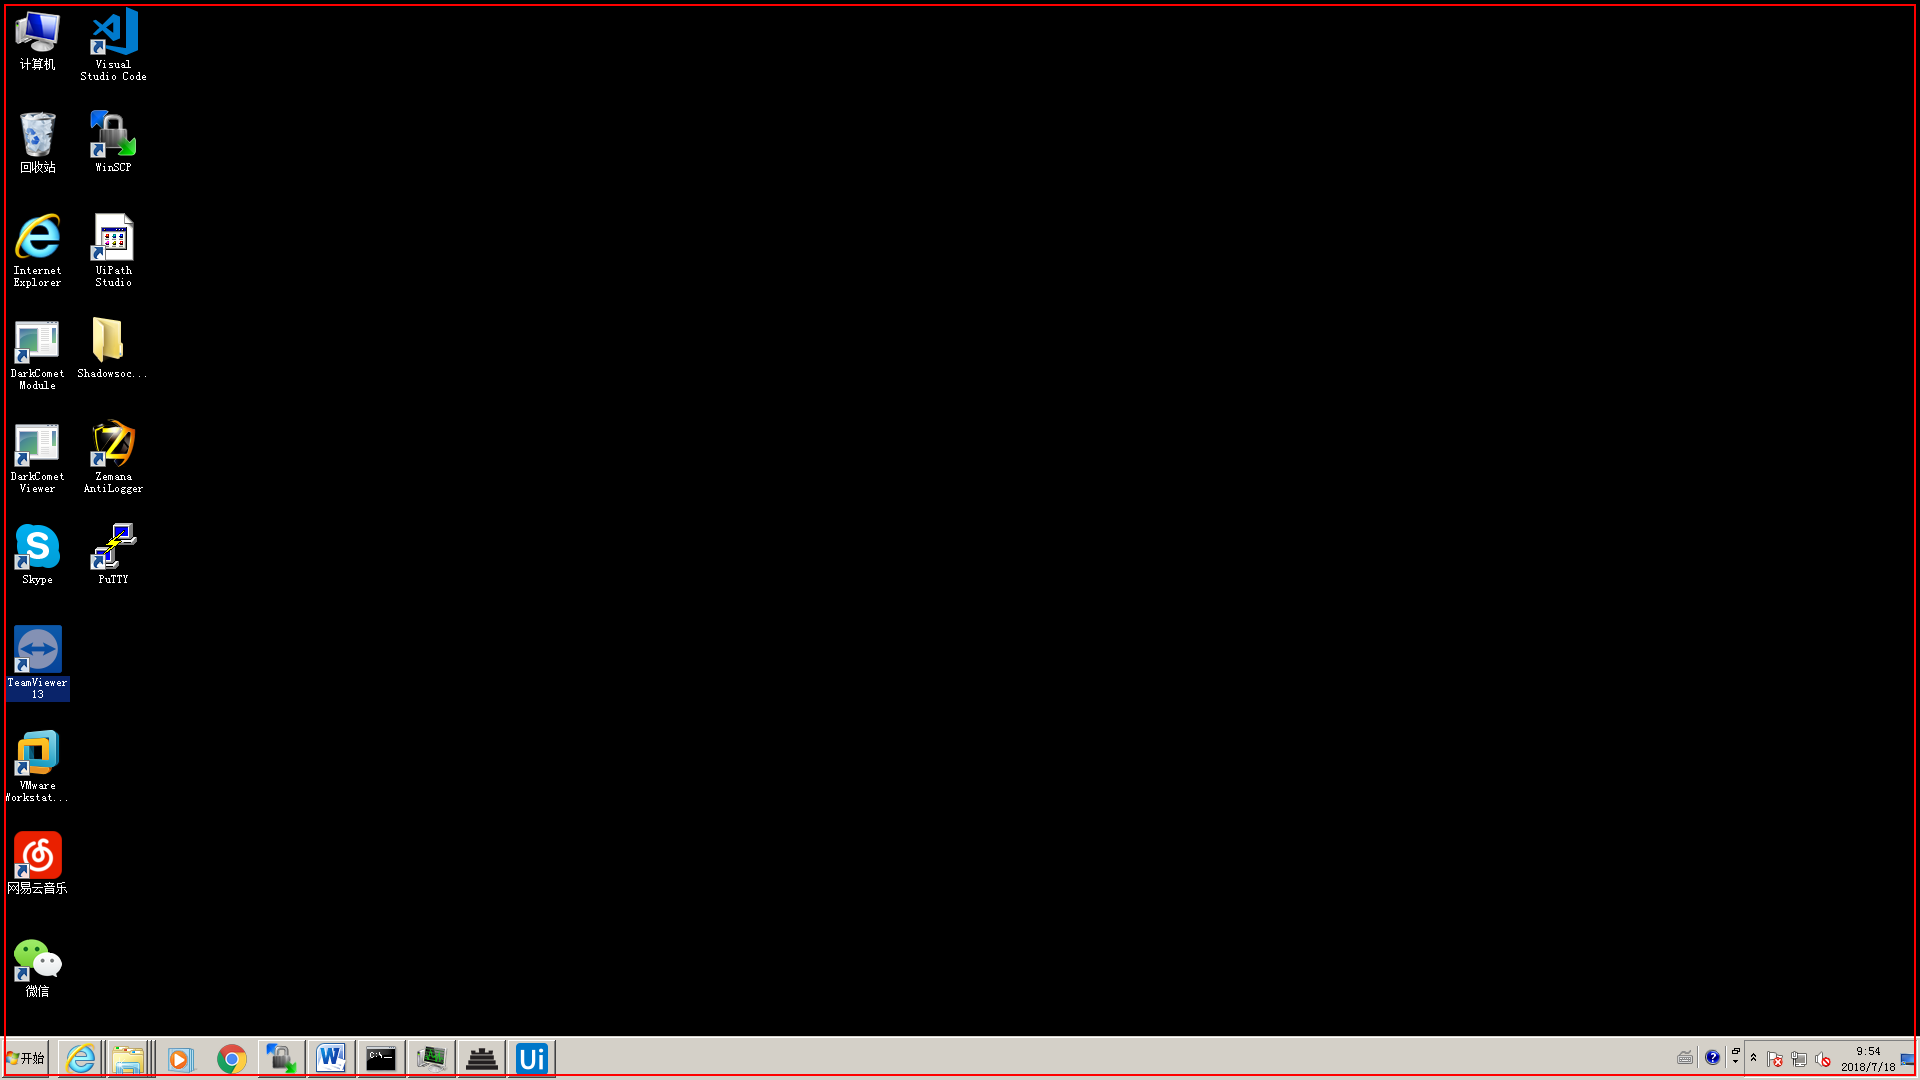 计算机
Visual
Studio Code
回收站
WinSCP
Internet
Explorer
UiPath
Studio
DarkComet
Module
Shadowsoc...
DarkComet
Viewer
Zemana
AntiLogger
Skype
PuTTY
TeamViewer
13
VMware
Workstat...
网易云音乐
微信
开始
C:\
Ui
9:54
2018/7/18